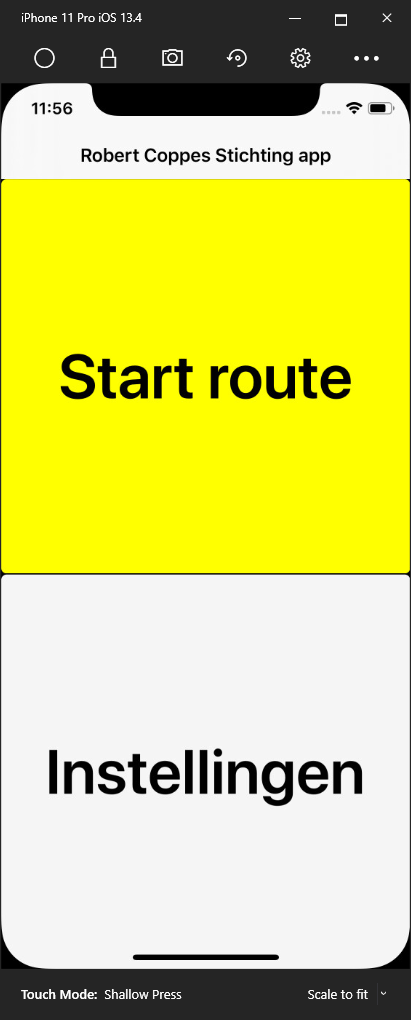 iPhone 11 Pro iOS 13.4
11:56
Robert Coppes Stichting app
Start route
Instellingen
Touch Mode: Shallow Press
Scale to fit